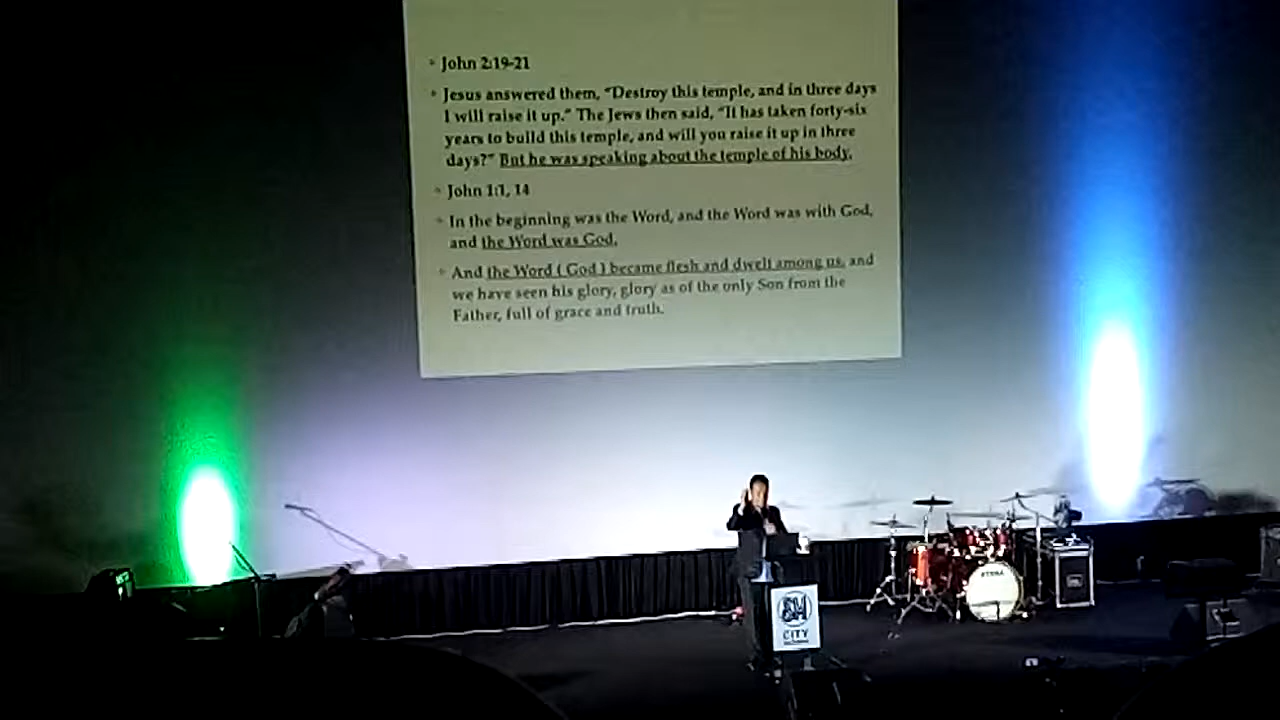 John 2:19-21
Jesus answered them, “Destroy this temple, and in three days
I will raise it up.” The Jews then said, “It has taken forty-six
years to build this temple, and will you raise it up in three
days?” But he was speaking about the temple of his body.
John 1:1, 14
In the beginning was the Word, and the Word was with God,
and the Word was God.
And the Word ( God ) became flesh and dwelt among us, and
we have seen his glory, glory as of the only Son from the
Father, full of grace and truth.
TAMA
SM
CITY